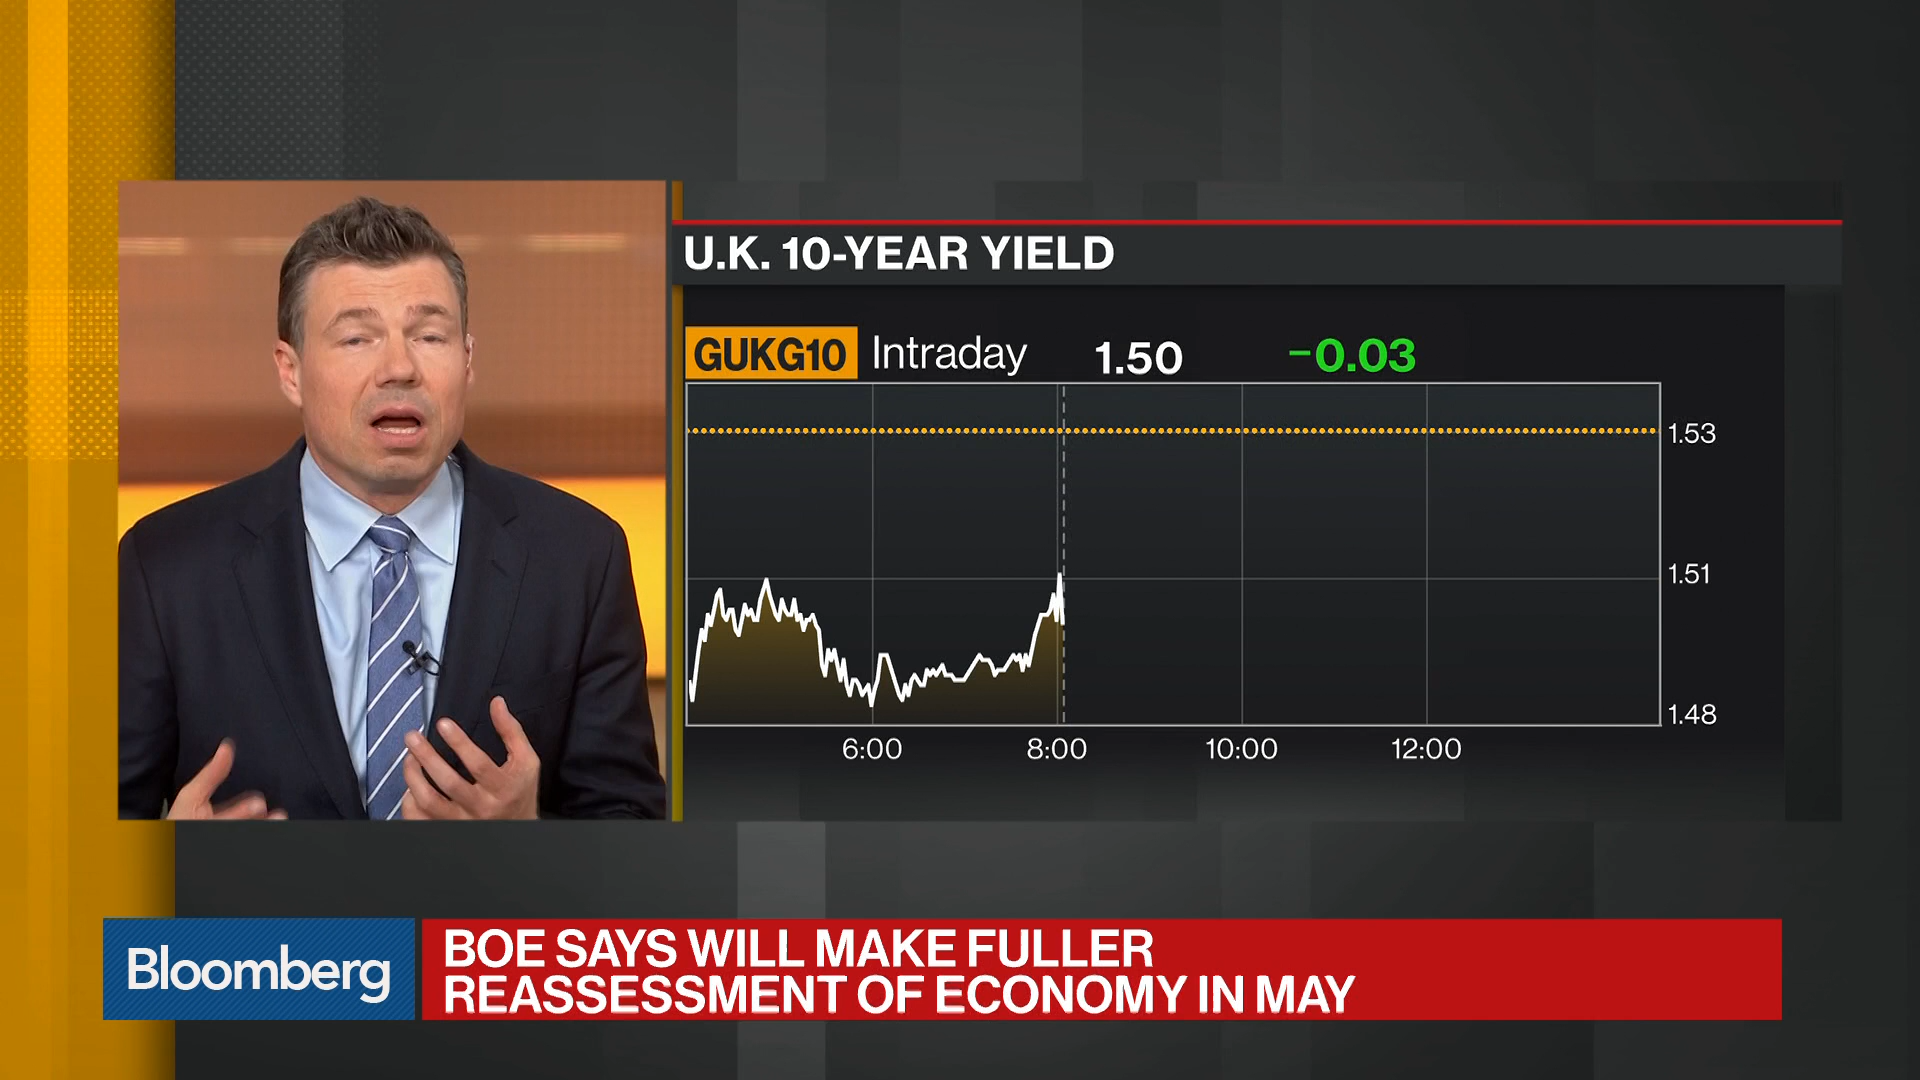 U.K. 10-YEAR YIELD
GUKG10 Intraday 1.50 -0.03
1.53
1.51
1.48
6:00 8:00 10:00 12:00
Bloomberg
BOE SAYS WILL MAKE FULLER
REASSESSMENT OF ECONOMY IN MAY